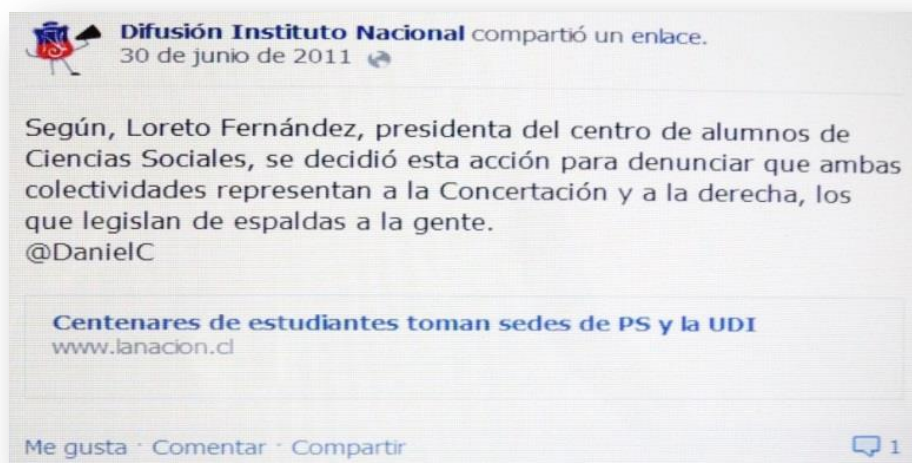 Difusión Instituto Nacional compartió un enlace.
30 de junio de 2011
Según, Loreto Fernández, presidenta del centro de alumnos de
Ciencias Sociales, se decidió esta acción para denunciar que ambas
colectividades representan a la Concertación y a la derecha, los
que legislan de espaldas a la gente.
@DanielC
Centenares de estudiantes toman sedes de PS y la UDI
www.lanacion.cl
Me gusta · Comentar · Compartir 1